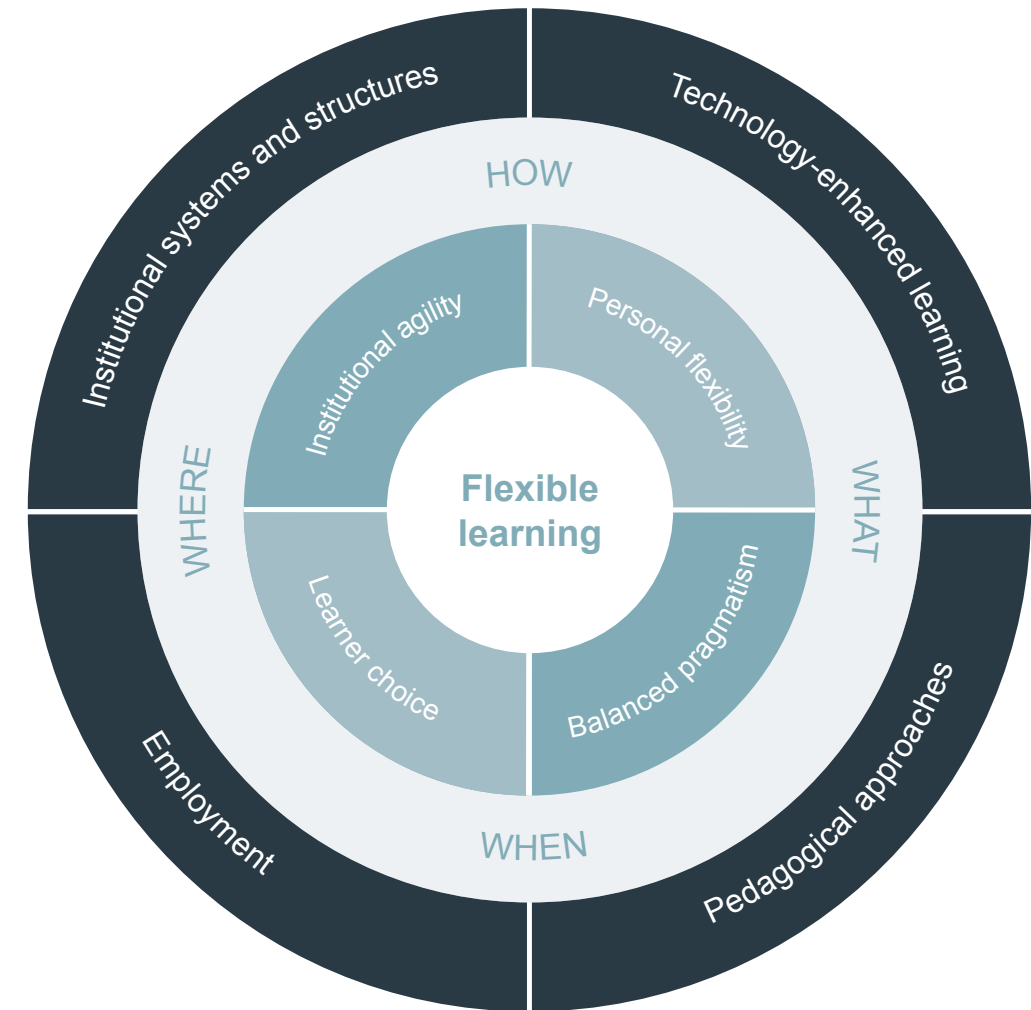 Institutional systems and structures
Technology-enhanced learning
HOW
Institutional agility
Personal flexibility
WHERE
Flexible
learning
WHAT
Learner choice
Balanced pragmatism
WHEN
Employment
Pedagogical approaches